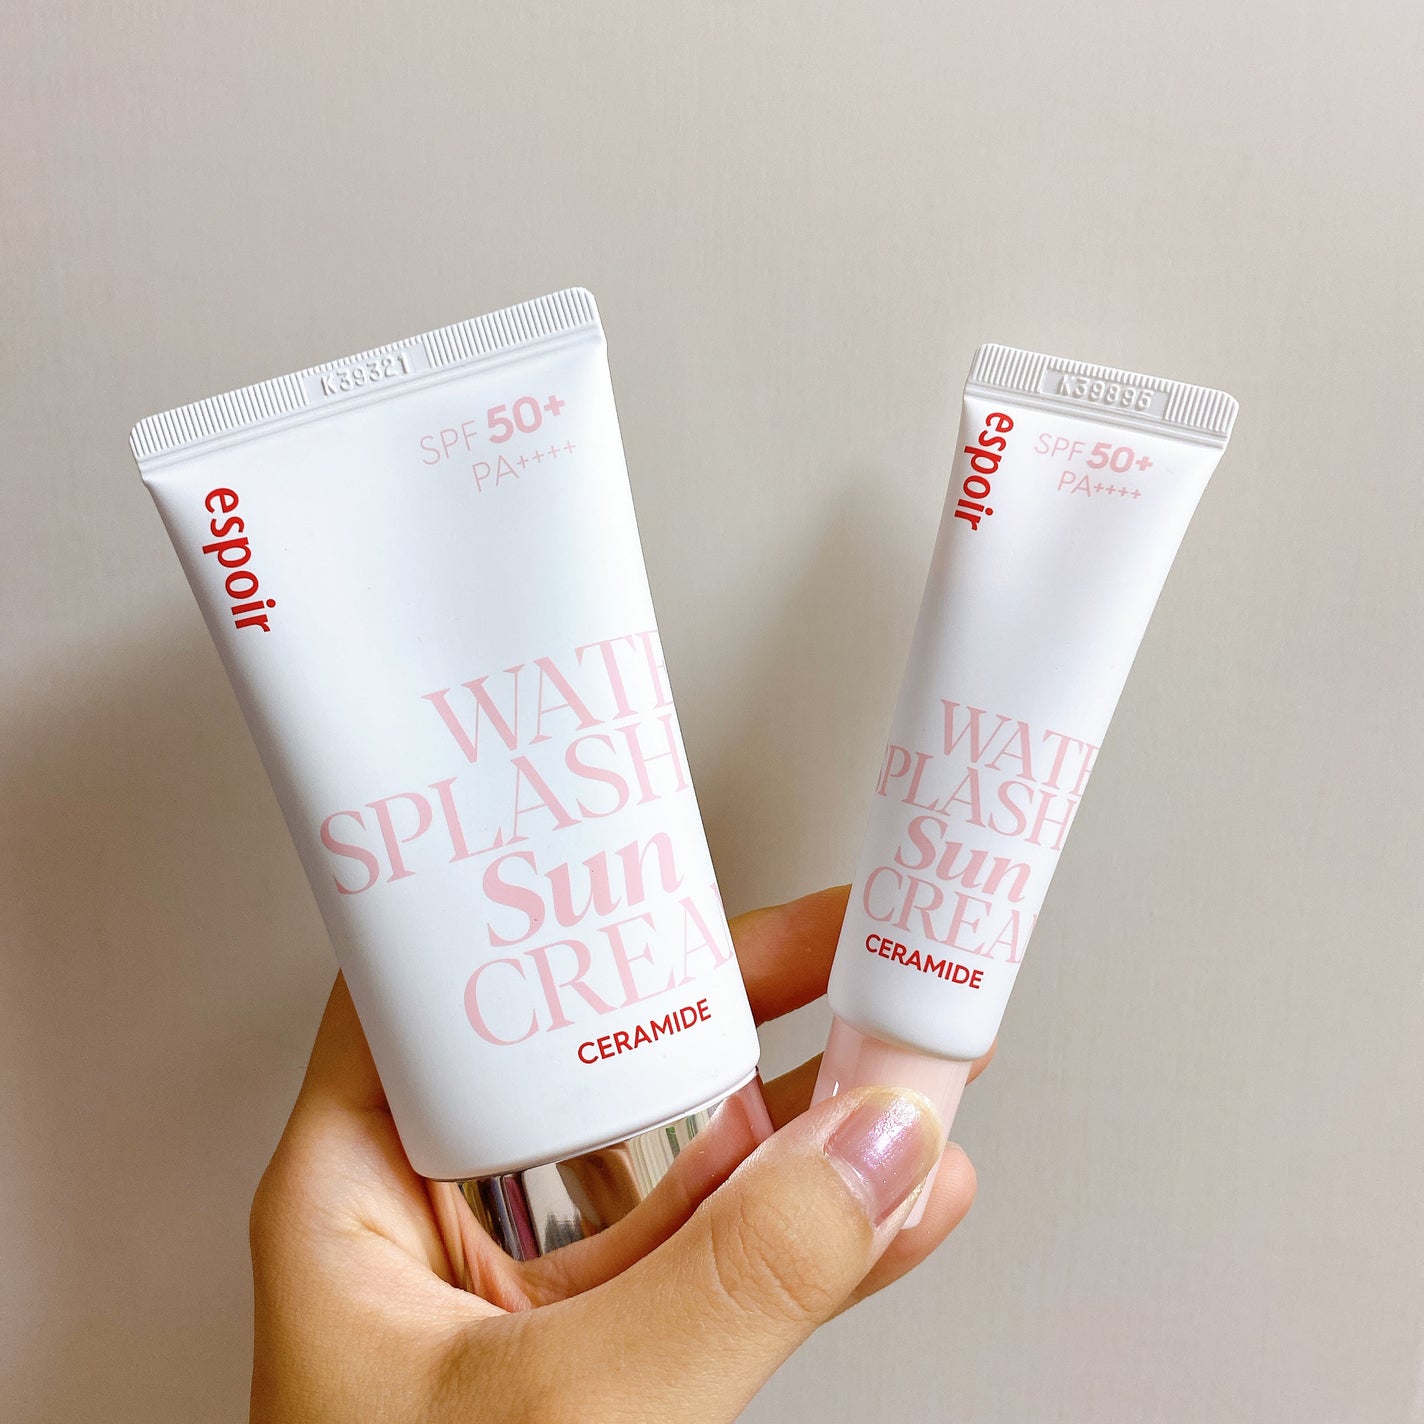 K39321
SPF 50+
PA++++
espoir
WATE
SPLASH
Sun
CREA
CERAMIDE
K39895
SPF 50+
PA++++
espoir
WATE
SPLASH
Sun
CREA
CERAMIDE